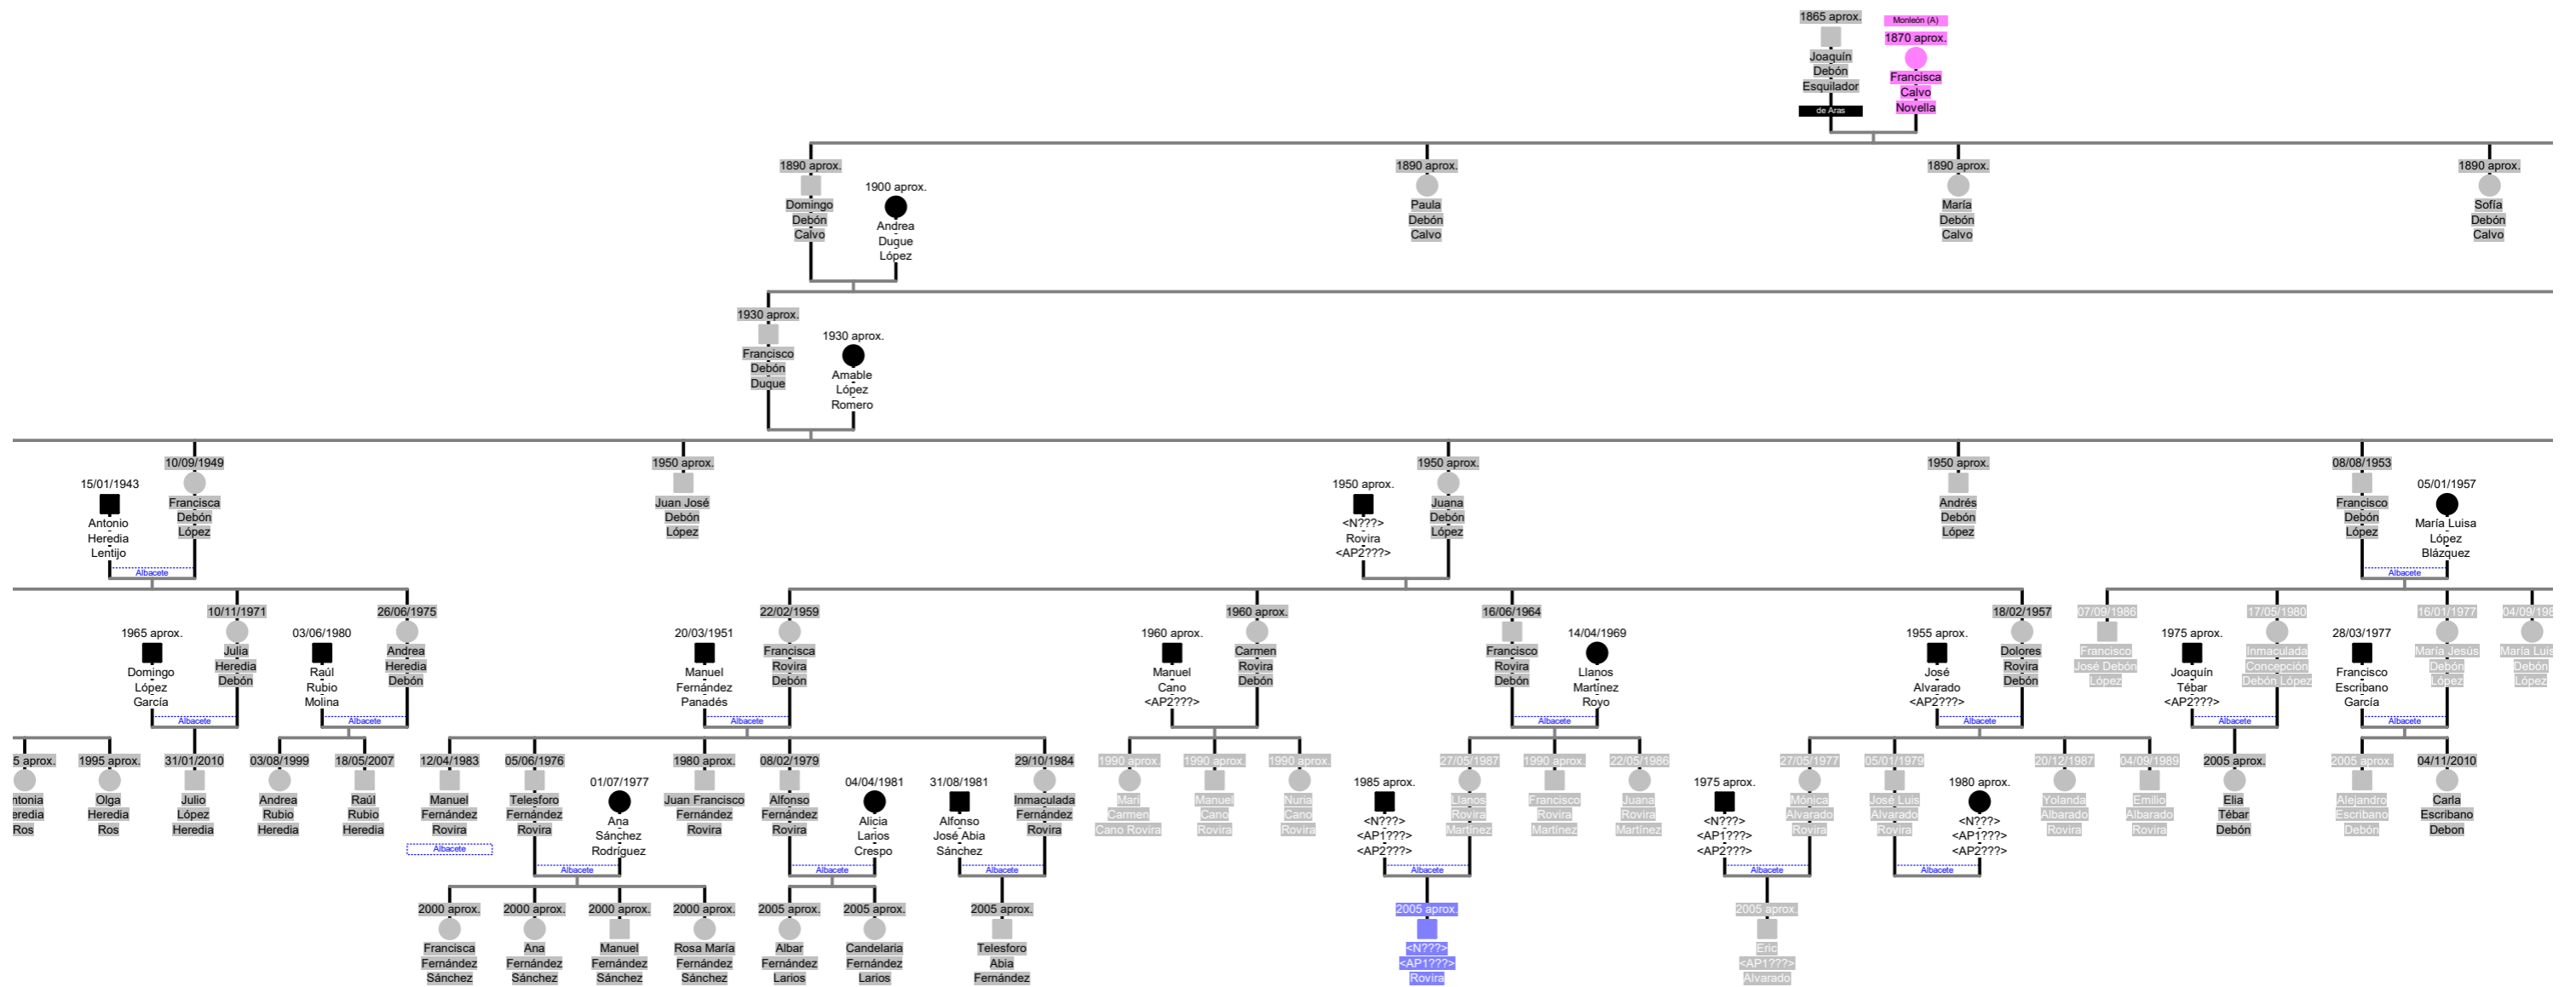 1865 aprox.
Joaquín
Debón
Esquilador
de Aras
Monleón (A)
1870 aprox.
Francisca
Calvo
Novella
1890 aprox.
Domingo
Debón
Calvo
1900 aprox.
Andrea
Duque
López
1890 aprox.
Paula
Debón
Calvo
1890 aprox.
María
Debón
Calvo
1890 aprox.
Sofía
Debón
Calvo
1930 aprox.
Francisco
Debón
Duque
1930 aprox.
Amable
López
Romero
15/01/1943
Antonio
Heredia
Lentijo
10/09/1949
Francisca
Debón
López
Albacete
1950 aprox.
Juan José
Debón
López
1950 aprox.
<N???>
Rovira
<AP2???>
1950 aprox.
Juana
Debón
López
1950 aprox.
Andrés
Debón
López
08/08/1953
Francisco
Debón
López
05/01/1957
María Luisa
López
Blázquez
Albacete
1965 aprox.
Domingo
López
García
10/11/1971
Julia
Heredia
Debón
Albacete
03/06/1980
Raúl
Rubio
Molina
26/06/1975
Andrea
Heredia
Debón
Albacete
20/03/1951
Manuel
Fernández
Panadés
22/02/1959
Francisca
Rovira
Debón
Albacete
1960 aprox.
Manuel
Cano
<AP2???>
1960 aprox.
Carmen
Rovira
Debón
16/06/1964
Francisco
Rovira
Debón
14/04/1969
Llanos
Martínez
Royo
Albacete
1955 aprox.
José
Alvarado
<AP2???>
18/02/1957
Dolores
Rovira
Debón
Albacete
07/09/1986
Francisco
José Debón
López
1975 aprox.
Joaquín
Tébar
<AP2???>
17/05/1980
Inmaculada
Concepción
Debón López
Albacete
28/03/1977
Francisco
Escribano
García
16/01/1977
María Jesús
Debón
López
Albacete
04/09/198
María Luis
Debón
López
5 aprox.
ntonia
eredia
Ros
1995 aprox.
Olga
Heredia
Ros
31/01/2010
Julio
López
Heredia
03/08/1999
Andrea
Rubio
Heredia
18/05/2007
Raúl
Rubio
Heredia
12/04/1983
Manuel
Fernández
Rovira
Albacete
05/06/1976
Telesforo
Fernández
Rovira
01/07/1977
Ana
Sánchez
Rodríguez
Albacete
1980 aprox.
Juan Francisco
Fernández
Rovira
08/02/1979
Alfonso
Fernández
Rovira
04/04/1981
Alicia
Larios
Crespo
Albacete
31/08/1981
Alfonso
José Abia
Sánchez
29/10/1984
Inmaculada
Fernández
Rovira
Albacete
1990 aprox.
Mari
Carmen
Cano Rovira
1990 aprox.
Manuel
Cano
Rovira
1990 aprox.
Nuria
Cano
Rovira
1985 aprox.
<N???>
<AP1???>
<AP2???>
27/05/1987
Llanos
Rovira
Martínez
Albacete
1990 aprox.
Francisco
Rovira
Martínez
22/05/1986
Juana
Rovira
Martínez
1975 aprox.
<N???>
<AP1???>
<AP2???>
27/05/1977
Mónica
Alvarado
Rovira
Albacete
05/01/1979
José Luis
Alvarado
Rovira
1980 aprox.
<N???>
<AP1???>
<AP2???>
Albacete
20/12/1987
Yolanda
Albarado
Rovira
04/09/1989
Emilio
Albarado
Rovira
2005 aprox.
Elia
Tébar
Debón
2005 aprox.
Alejandro
Escribano
Debón
04/11/2010
Carla
Escribano
Debon
2000 aprox.
Francisca
Fernández
Sánchez
2000 aprox.
Ana
Fernández
Sánchez
2000 aprox.
Manuel
Fernández
Sánchez
2000 aprox.
Rosa María
Fernández
Sánchez
2005 aprox.
Albar
Fernández
Larios
2005 aprox.
Candelaria
Fernández
Larios
2005 aprox.
Telesforo
Abia
Fernández
2005 aprox.
<N???>
<AP1???>
Rovira
2005 aprox.
Eric
<AP1???>
Alvarado